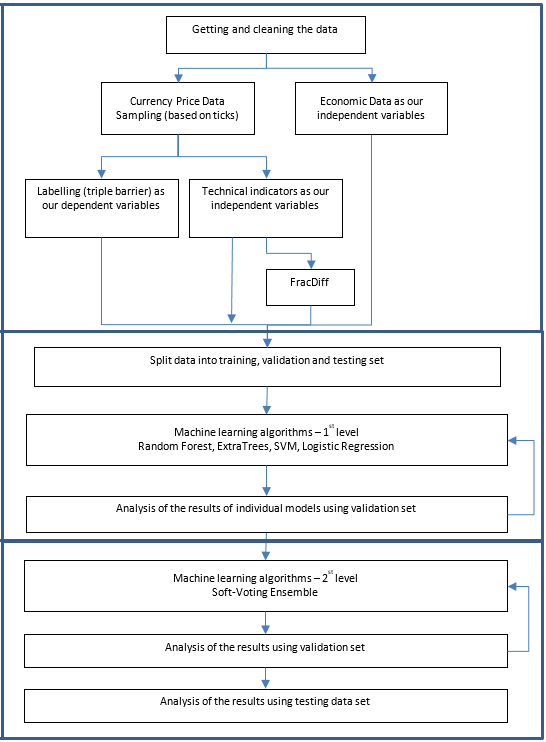 Getting and cleaning the data
Currency Price Data
Sampling (based on ticks)
Economic Data as our
independent variables
Labelling (triple barrier) as
our dependent variables
Technical indicators as our
independent variables
FracDiff
Split data into training, validation and testing set
Machine learning algorithms – 1st level
Random Forest, ExtraTrees, SVM, Logistic Regression
Analysis of the results of individual models using validation set
Machine learning algorithms – 2st level
Soft-Voting Ensemble
Analysis of the results using validation set
Analysis of the results using testing data set